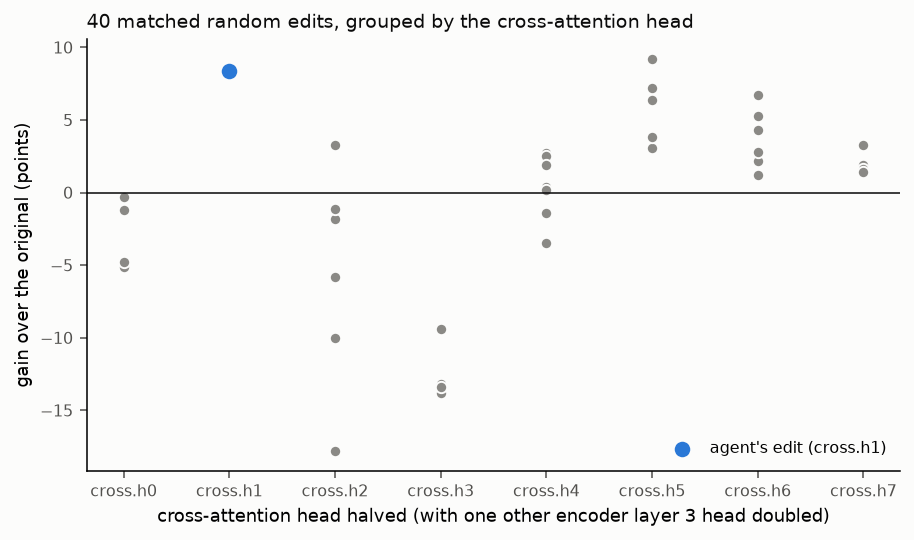 40 matched random edits, grouped by the cross-attention head
gain over the original (points)
10
5
0
−5
−10
−15
agent's edit (cross.h1)
cross.h0 cross.h1 cross.h2 cross.h3 cross.h4 cross.h5 cross.h6 cross.h7
cross-attention head halved (with one other encoder layer 3 head doubled)